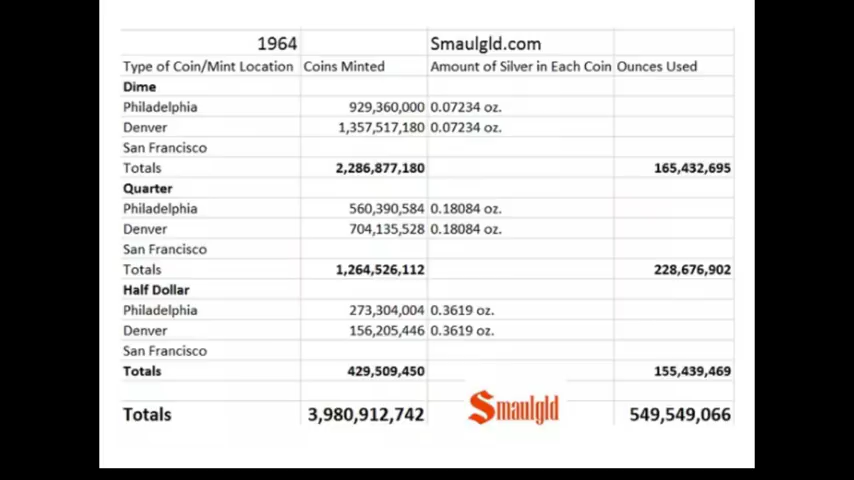 1964 Smaulgld.com
Type of Coin/Mint Location Coins Minted Amount of Silver in Each Coin Ounces Used
Dime
Philadelphia 929,360,000 0.07234 oz.
Denver 1,357,517,180 0.07234 oz.
San Francisco
Totals 2,286,877,180 165,432,695
Quarter
Philadelphia 560,390,584 0.18084 oz.
Denver 704,135,528 0.18084 oz.
San Francisco
Totals 1,264,526,112 228,676,902
Half Dollar
Philadelphia 273,304,004 0.3619 oz.
Denver 156,205,446 0.3619 oz.
San Francisco
Totals 429,509,450 155,439,469
Totals 3,980,912,742 Smaulgld 549,549,066